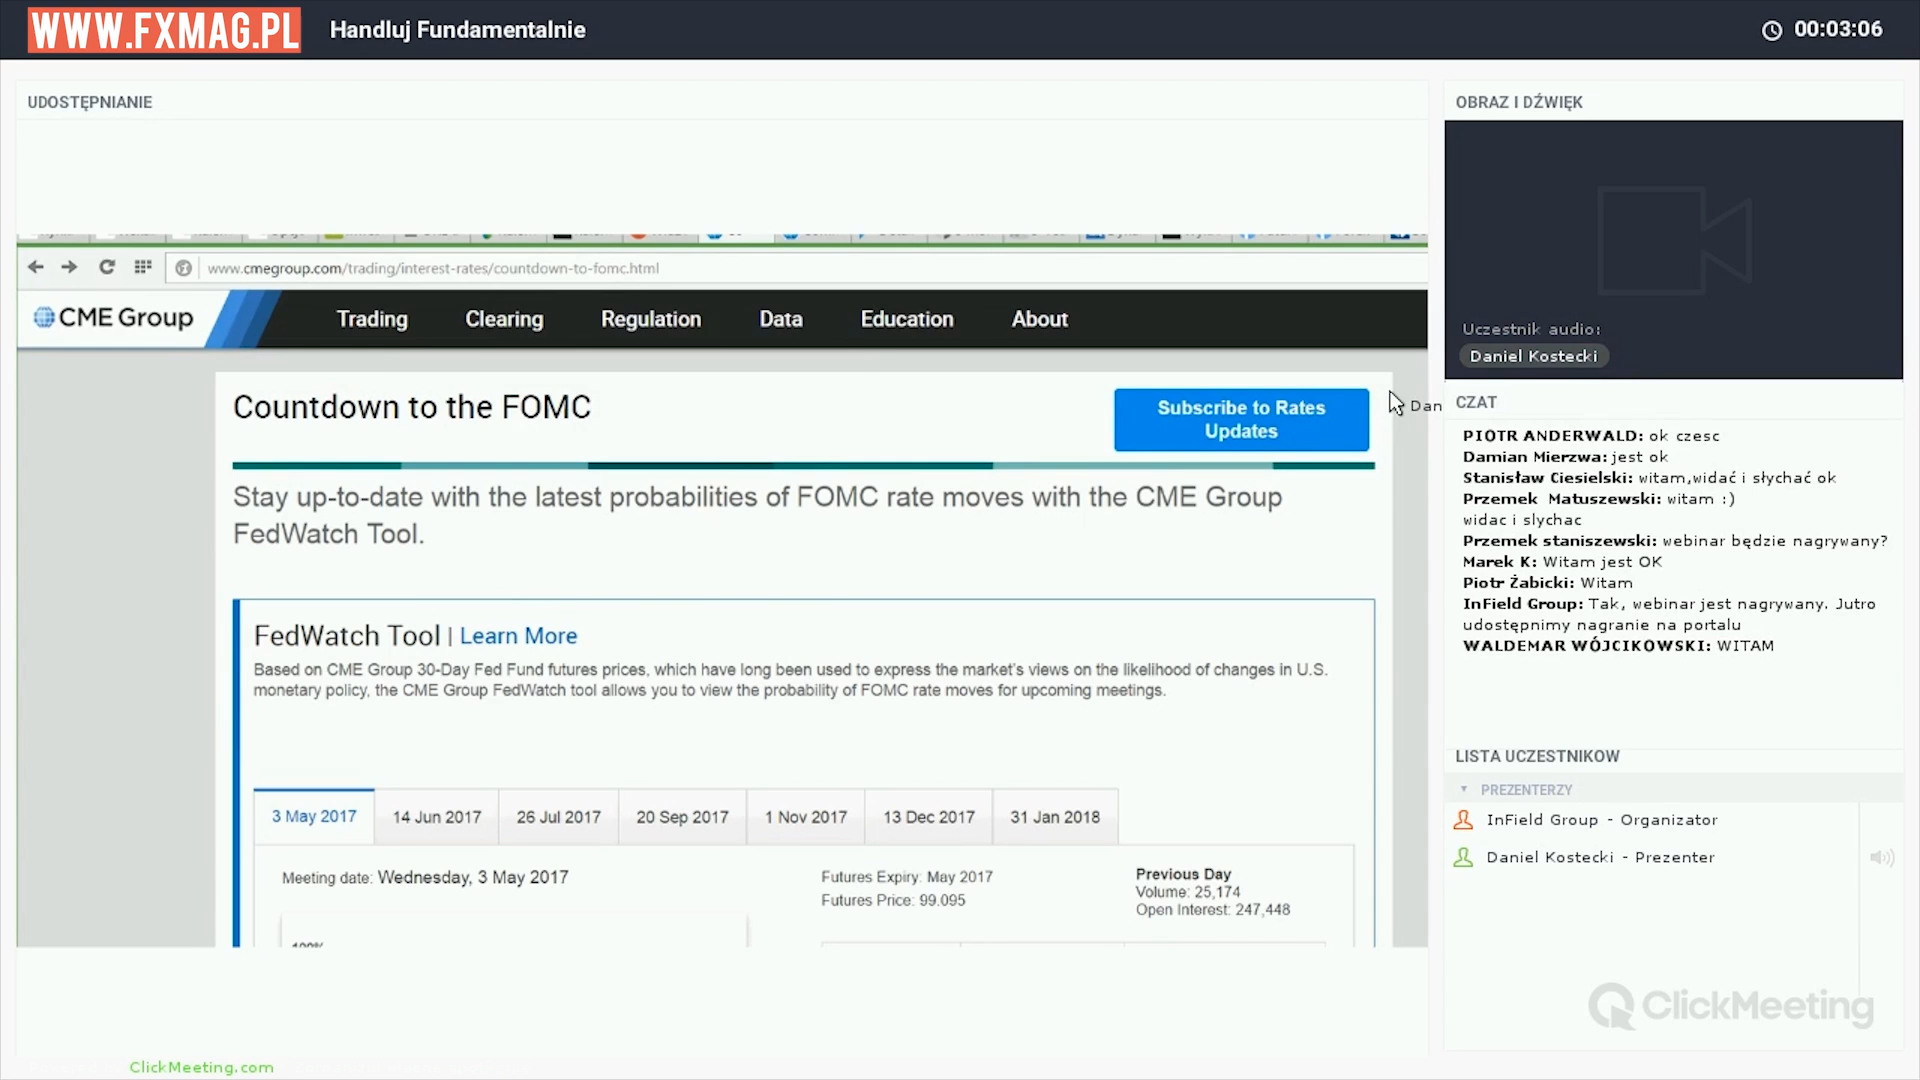 WWW.FXMAG.PL
Handluj Fundamentalnie
00:03:06
UDOSTĘPNIANIE
www.cmegroup.com/trading/interest-rates/countdown-to-fomc.html
CME Group
Trading
Clearing
Regulation
Data
Education
About
Countdown to the FOMC
Subscribe to Rates
Updates
Stay up-to-date with the latest probabilities of FOMC rate moves with the CME Group
FedWatch Tool.
FedWatch Tool | Learn More
Based on CME Group 30-Day Fed Fund futures prices, which have long been used to express the market's views on the likelihood of changes in U.S.
monetary policy, the CME Group FedWatch tool allows you to view the probability of FOMC rate moves for upcoming meetings.
3 May 2017
14 Jun 2017
26 Jul 2017
20 Sep 2017
1 Nov 2017
13 Dec 2017
31 Jan 2018
Meeting date: Wednesday, 3 May 2017
Futures Expiry: May 2017
Futures Price: 99.095
Previous Day
Volume: 25,174
Open Interest: 247,448
100%
OBRAZ I DŹWIĘK
Uczestnik audio:
Daniel Kostecki
Dan
CZAT
PIOTR ANDERWALD: ok czesc
Damian Mierzwa: jest ok
Stanisław Ciesielski: witam,widać i słychać ok
Przemek Matuszewski: witam :)
widac i slychac
Przemek staniszewski: webinar będzie nagrywany?
Marek K: Witam jest OK
Piotr Żabicki: Witam
InField Group: Tak, webinar jest nagrywany. Jutro
udostępnimy nagranie na portalu
WALDEMAR WÓJCIKOWSKI: WITAM
LISTA UCZESTNIKOW
PREZENTERZY
InField Group - Organizator
Daniel Kostecki - Prezenter
ClickMeeting
ClickMeeting.com